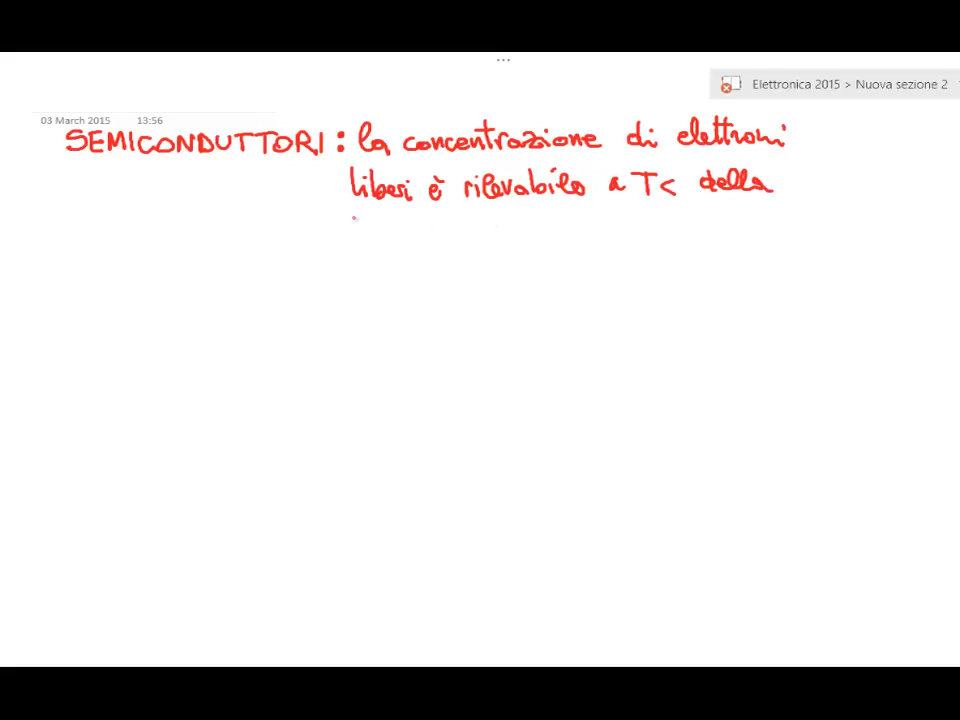 Elettronica 2015 > Nuova sezione 2
03 March 2015 13:56
SEMICONDUTTORI: la concentrazione di elettroni
liberi è rilevabile a T< della